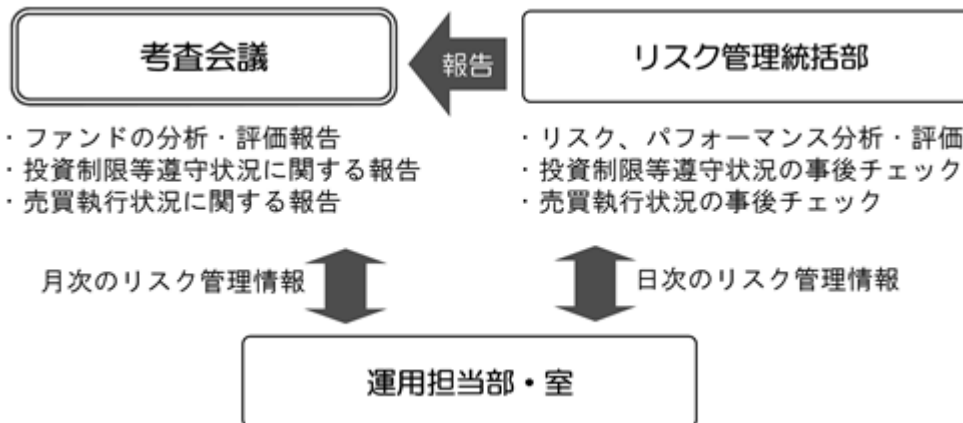 考査会議
報告
リスク管理統括部
・ファンドの分析・評価報告
・投資制限等遵守状況に関する報告
・売買執行状況に関する報告
・リスク、パフォーマンス分析・評価
・投資制限等遵守状況の事後チェック
・売買執行状況の事後チェック
月次のリスク管理情報
日次のリスク管理情報
運用担当部・室